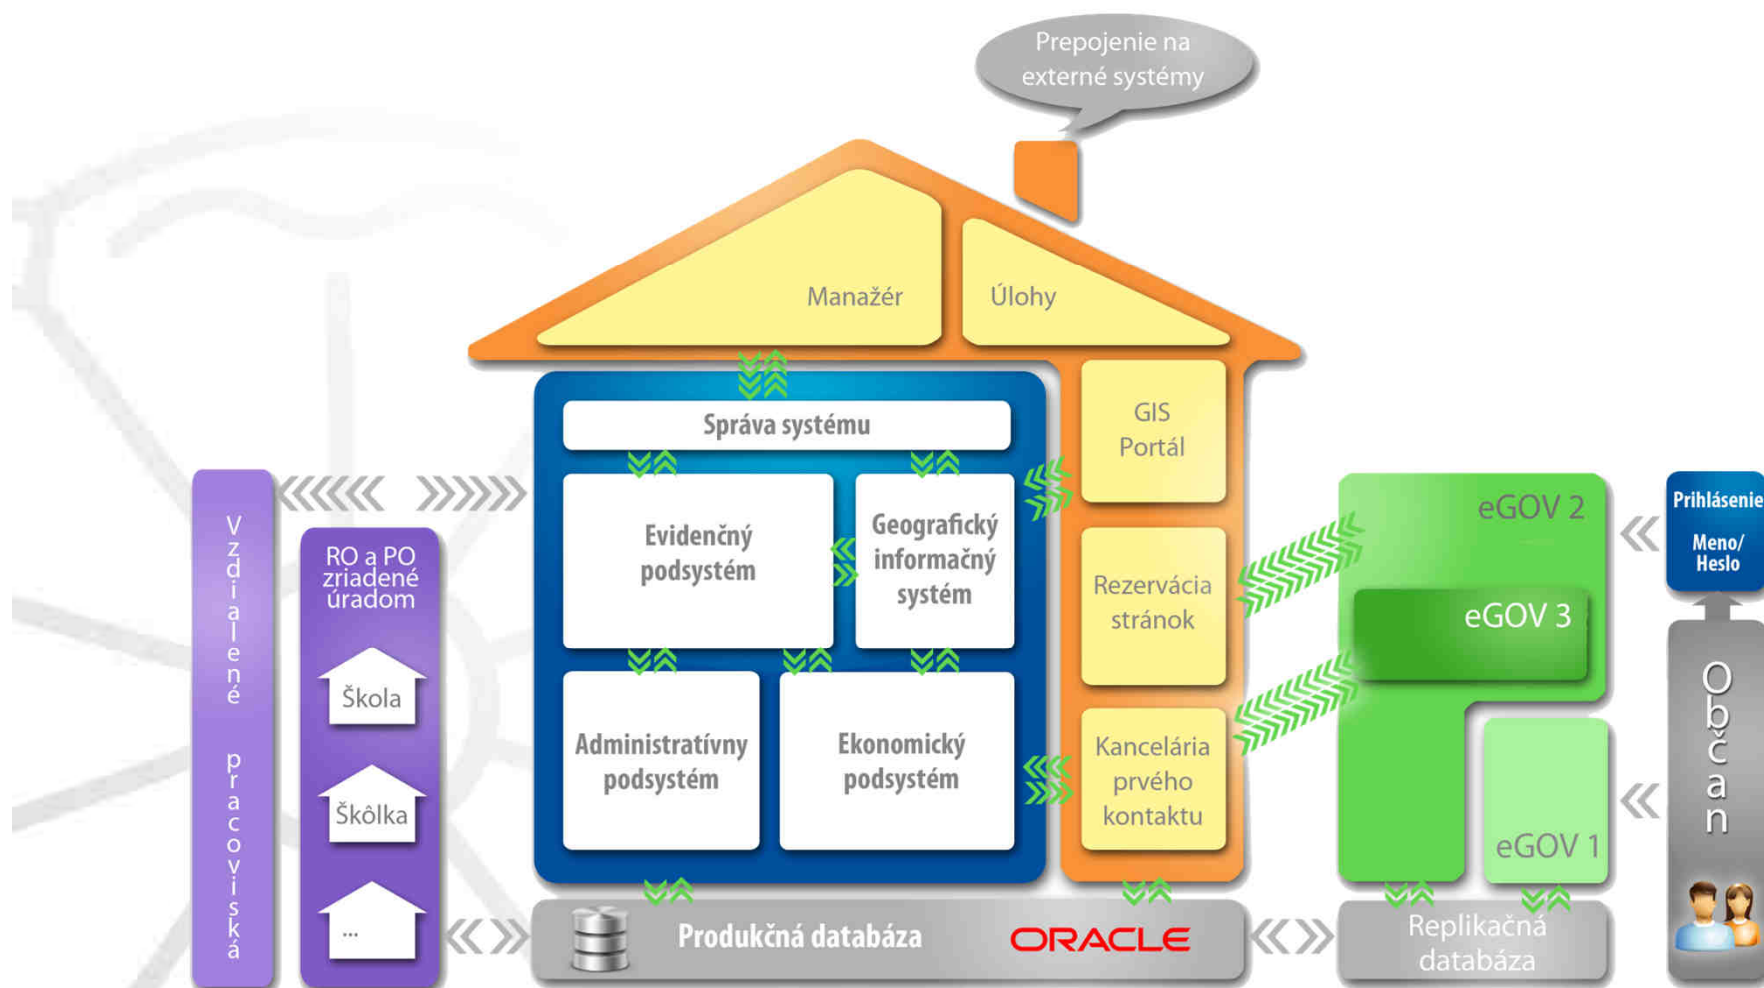 Prepojenie na
externé systémy
Manažér
Úlohy
Správa systému
Evidenčný
podsystém
Geografický
informačný
systém
Administratívny
podsystém
Ekonomický
podsystém
GIS
Portál
Rezervácia
stránok
Kancelária
prvého
kontaktu
Vzdialené pracoviská
RO a PO
zriadené
úradom
Škola
Škôlka
...
Produkčná databáza
ORACLE
eGOV 2
eGOV 3
eGOV 1
Replikačná
databáza
Prihlásenie
Meno/
Heslo
Občan